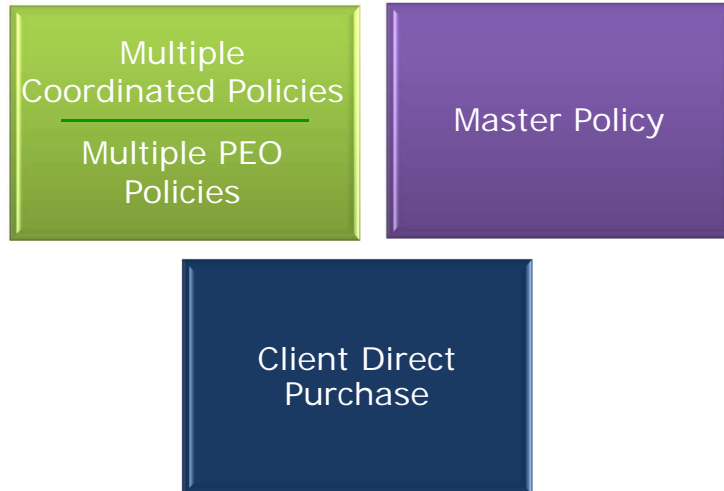 Multiple
Coordinated Policies
Multiple PEO
Policies
Master Policy
Client Direct
Purchase